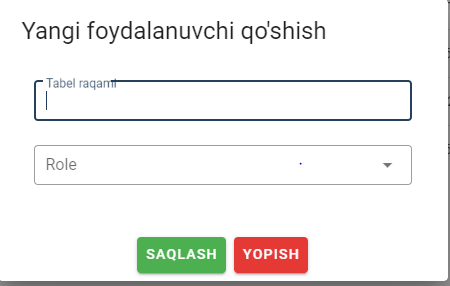 Yangi foydalanuvchi qo'shish
Tabel raqami
Role
SAQLASH YOPISH